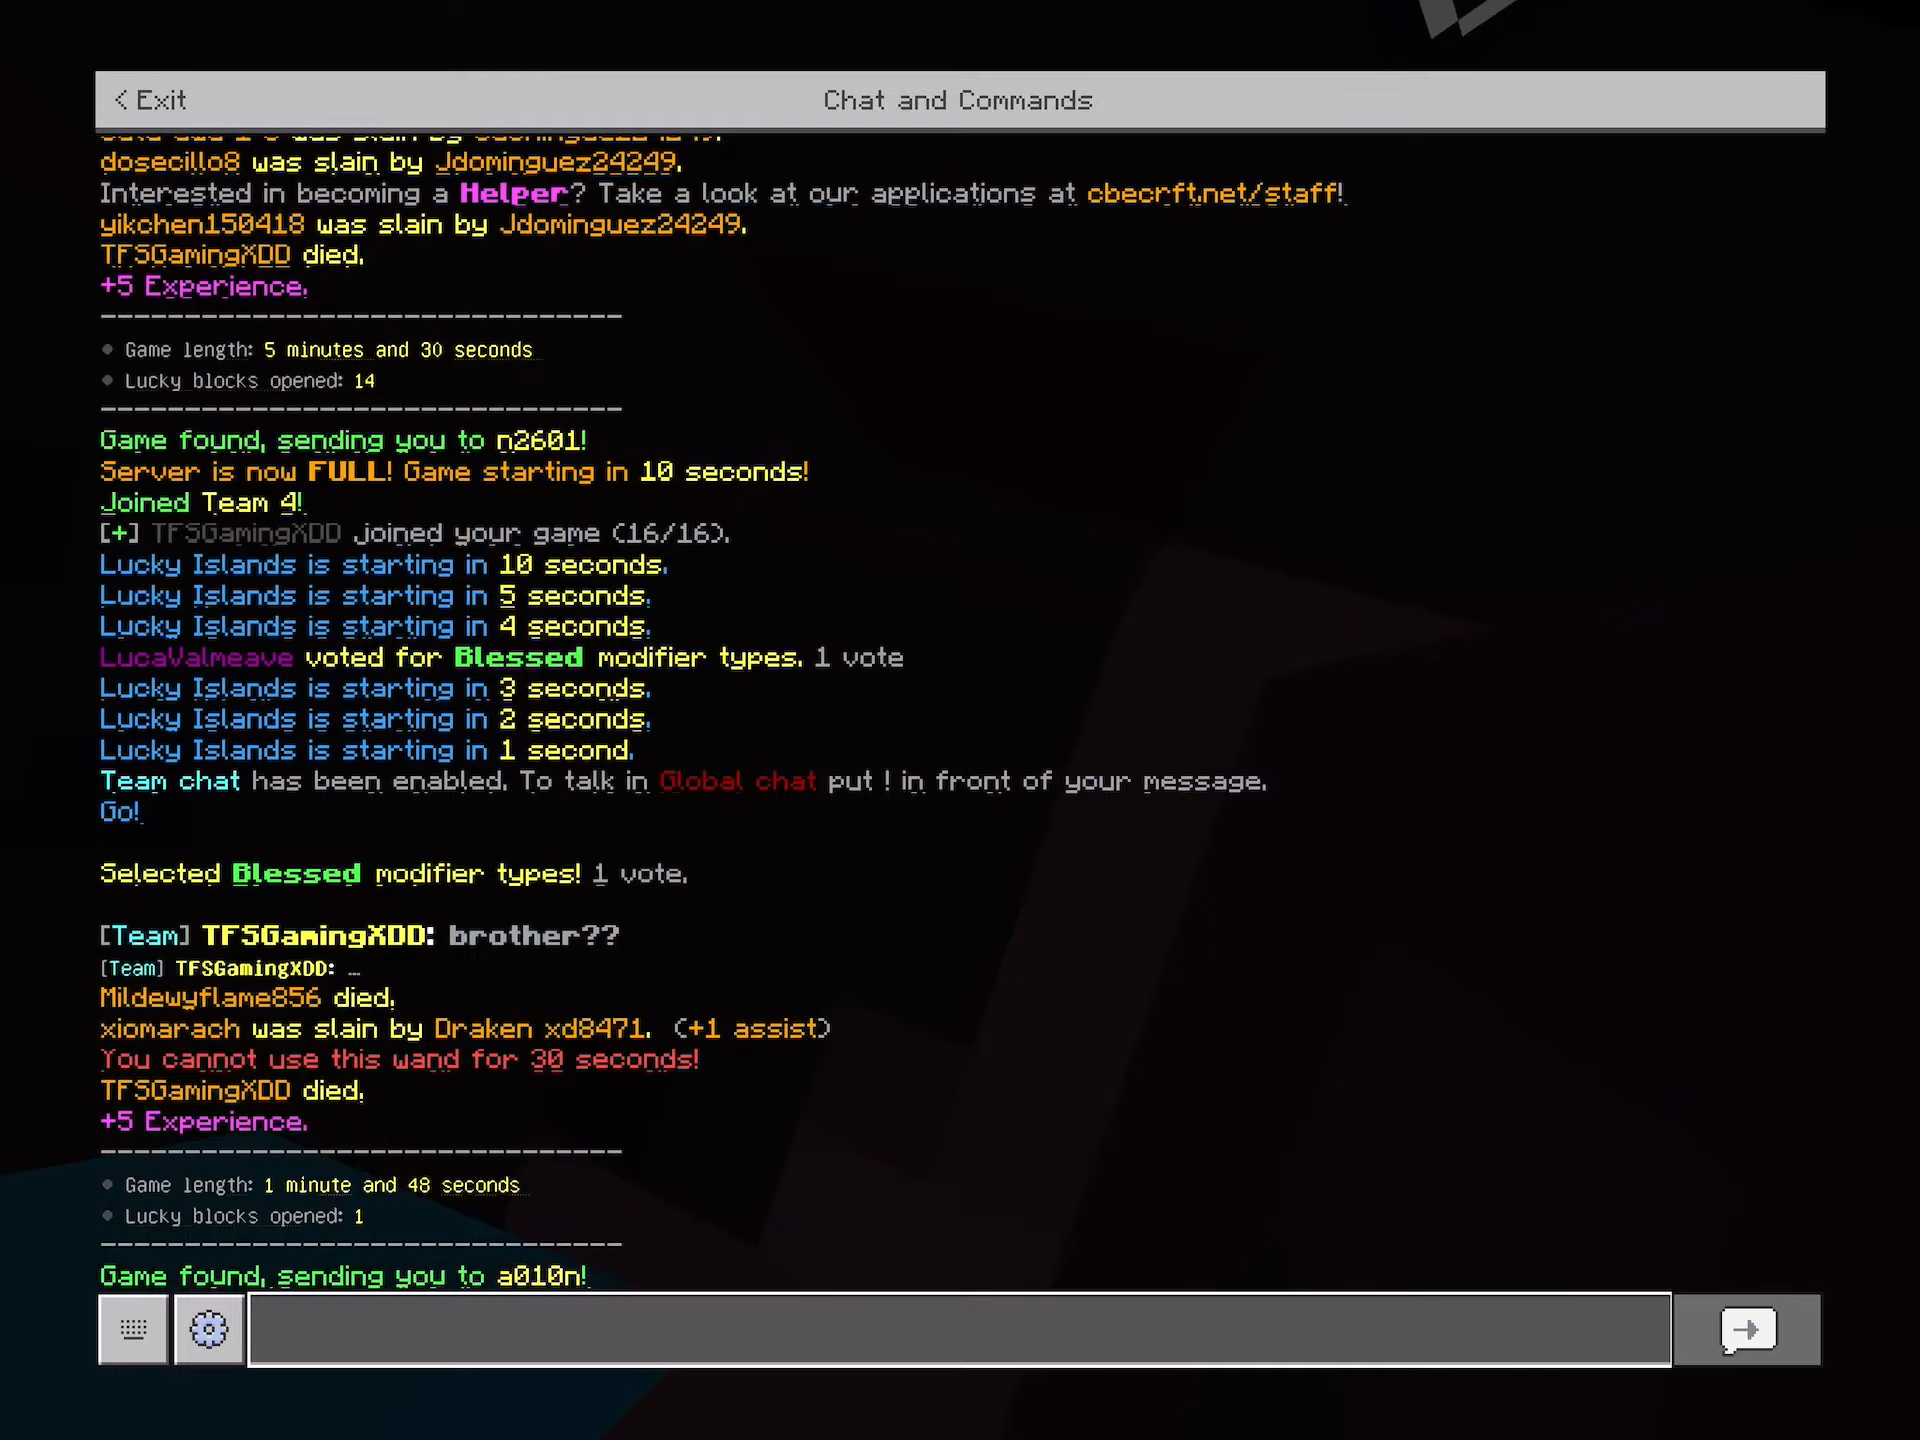 < Exit
Chat and Commands
dosecillo8 was slain by Jdominguez24249.
Interested in becoming a Helper? Take a look at our applications at cbecrft.net/staff!
yikchen150418 was slain by Jdominguez24249.
TFSGamingXDD died.
+5 Experience.
--------------------------------
• Game length: 5 minutes and 30 seconds
• Lucky blocks opened: 14
--------------------------------
Game found, sending you to n2601!
Server is now FULL! Game starting in 10 seconds!
Joined Team 4!
[+] TFSGamingXDD joined your game (16/16).
Lucky Islands is starting in 10 seconds.
Lucky Islands is starting in 5 seconds.
Lucky Islands is starting in 4 seconds.
LucaValmeave voted for Blessed modifier types. 1 vote
Lucky Islands is starting in 3 seconds.
Lucky Islands is starting in 2 seconds.
Lucky Islands is starting in 1 second.
Team chat has been enabled. To talk in Global chat put ! in front of your message.
Go!
Selected Blessed modifier types! 1 vote.
[Team] TFSGamingXDD: brother??
[Team] TFSGamingXDD: …
Mildewyflame856 died.
xiomarach was slain by Draken xd8471. (+1 assist)
You cannot use this wand for 30 seconds!
TFSGamingXDD died.
+5 Experience.
--------------------------------
• Game length: 1 minute and 48 seconds
• Lucky blocks opened: 1
--------------------------------
Game found, sending you to a010n!